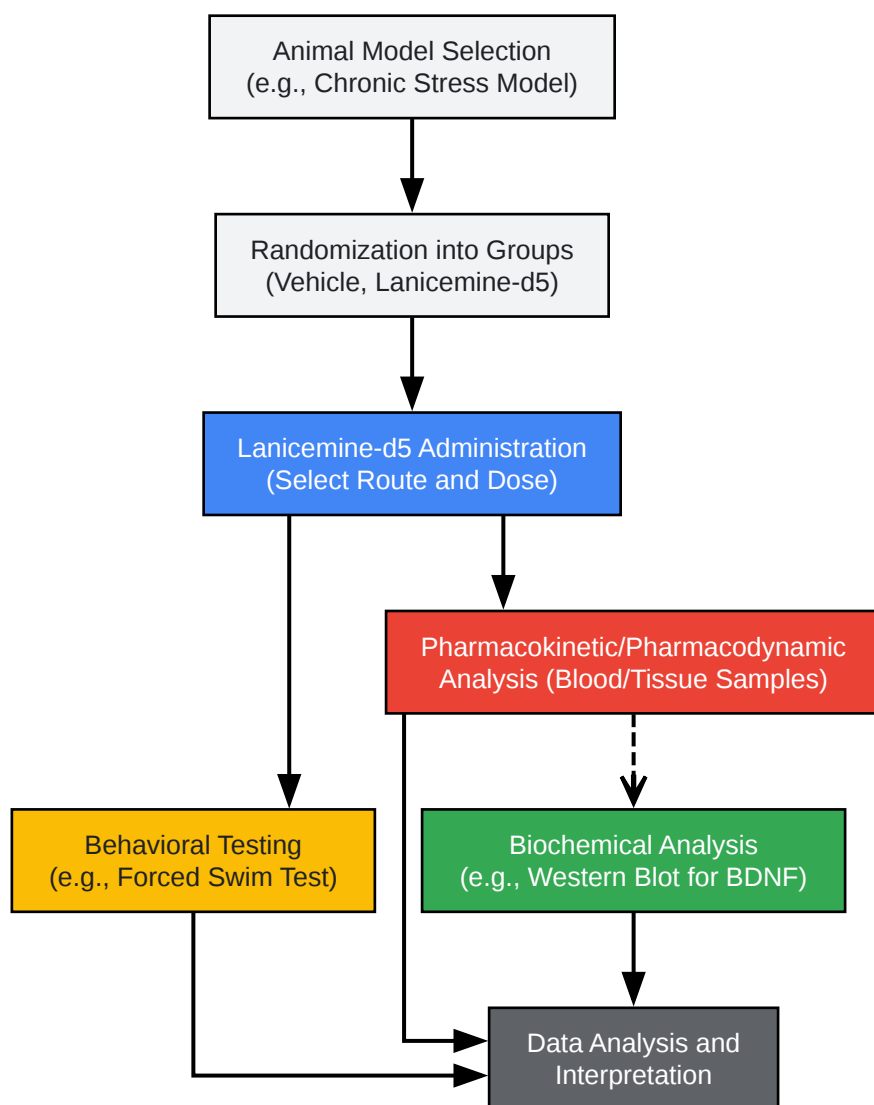 Animal Model Selection
(e.g., Chronic Stress Model)
Randomization into Groups
(Vehicle, Lanicemine-d5)
Lanicemine-d5 Administration
(Select Route and Dose)
Pharmacokinetic/Pharmacodynamic
Analysis (Blood/Tissue Samples)
Behavioral Testing
(e.g., Forced Swim Test)
Biochemical Analysis
(e.g., Western Blot for BDNF)
Data Analysis and
Interpretation